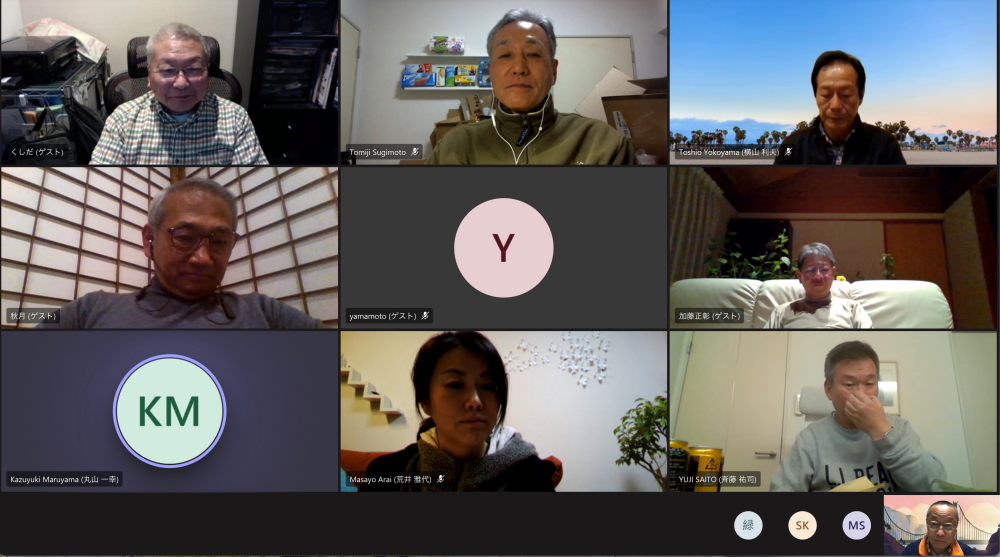 くしだ (ゲスト)
Tomiji Sugimoto
Toshio Yokoyama (横山 利夫)
秋月 (ゲスト)
Y
yamamoto (ゲスト)
加藤正彰 (ゲスト)
KM
Kazuyuki Maruyama (丸山 一幸)
Masayo Arai (荒井 雅代)
YUJI SAITO (斉藤 祐司)
緑
SK
MS